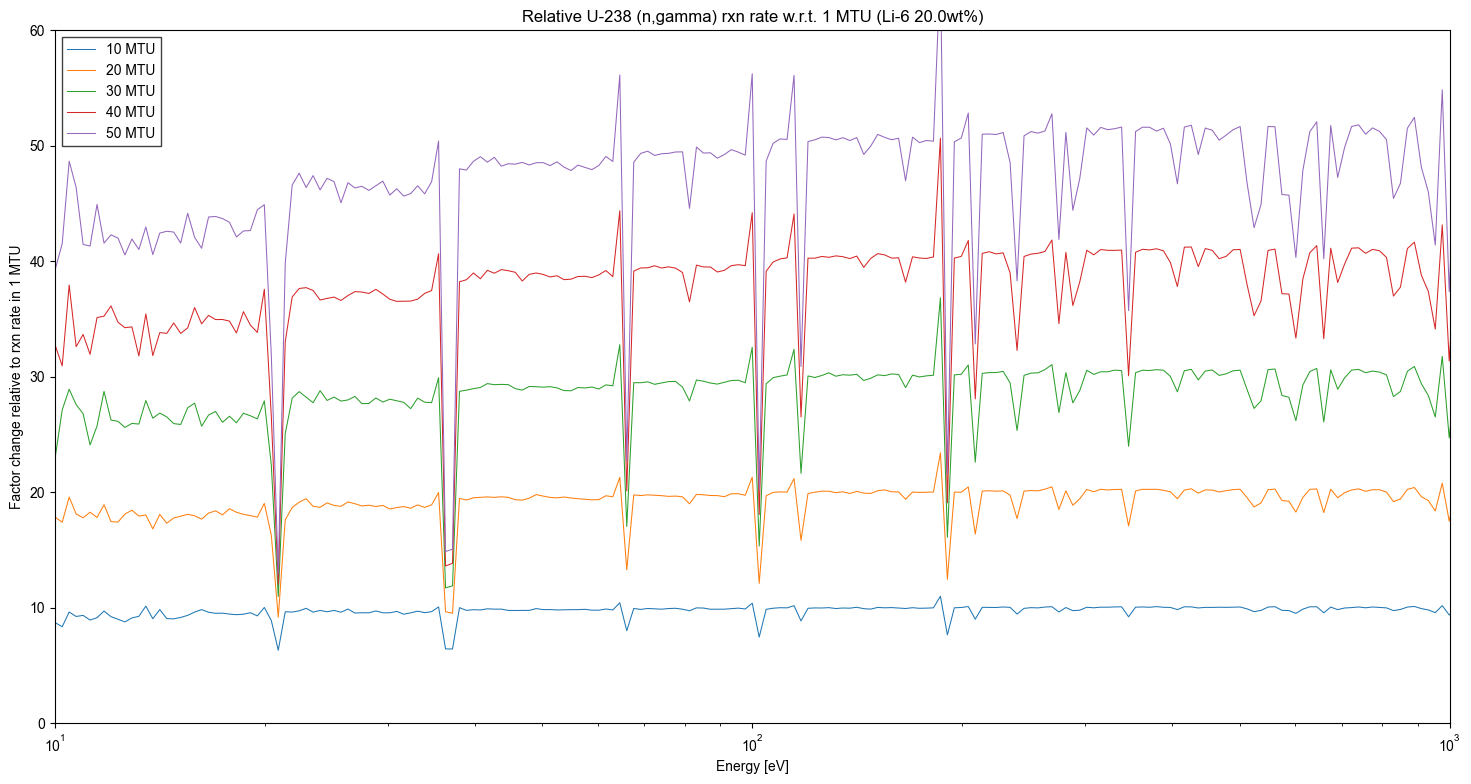 Relative U-238 (n,gamma) rxn rate w.r.t. 1 MTU (Li-6 20.0wt%)
10 MTU
20 MTU
30 MTU
40 MTU
50 MTU
Factor change relative to rxn rate in 1 MTU
60
50
40
30
20
10
0
10¹
10²
10³
Energy [eV]